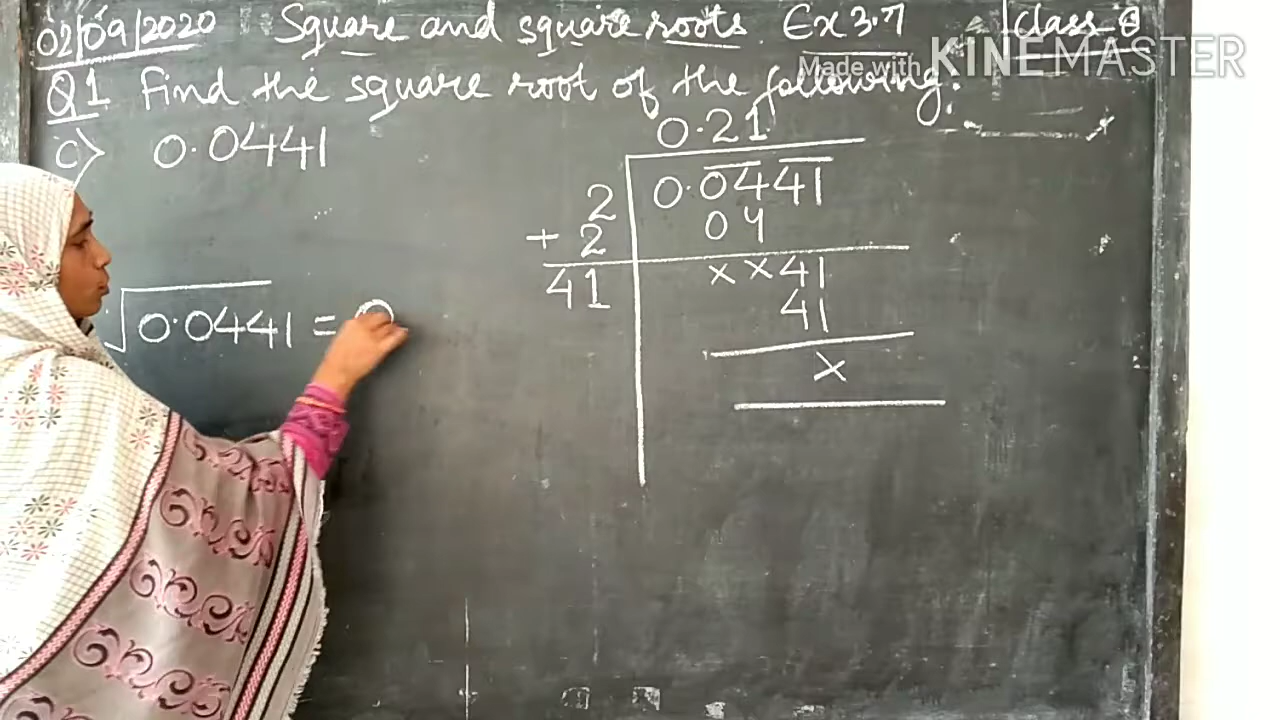 02/09/2020 Square and square roots. Ex 3.7 Class 8
Made with KINEMASTER
Q1 Find the square root of the following:
c> 0.0441
0.21
2 0.0441
+ 2 04
41 x x 41
41
x
√0.0441 = 0